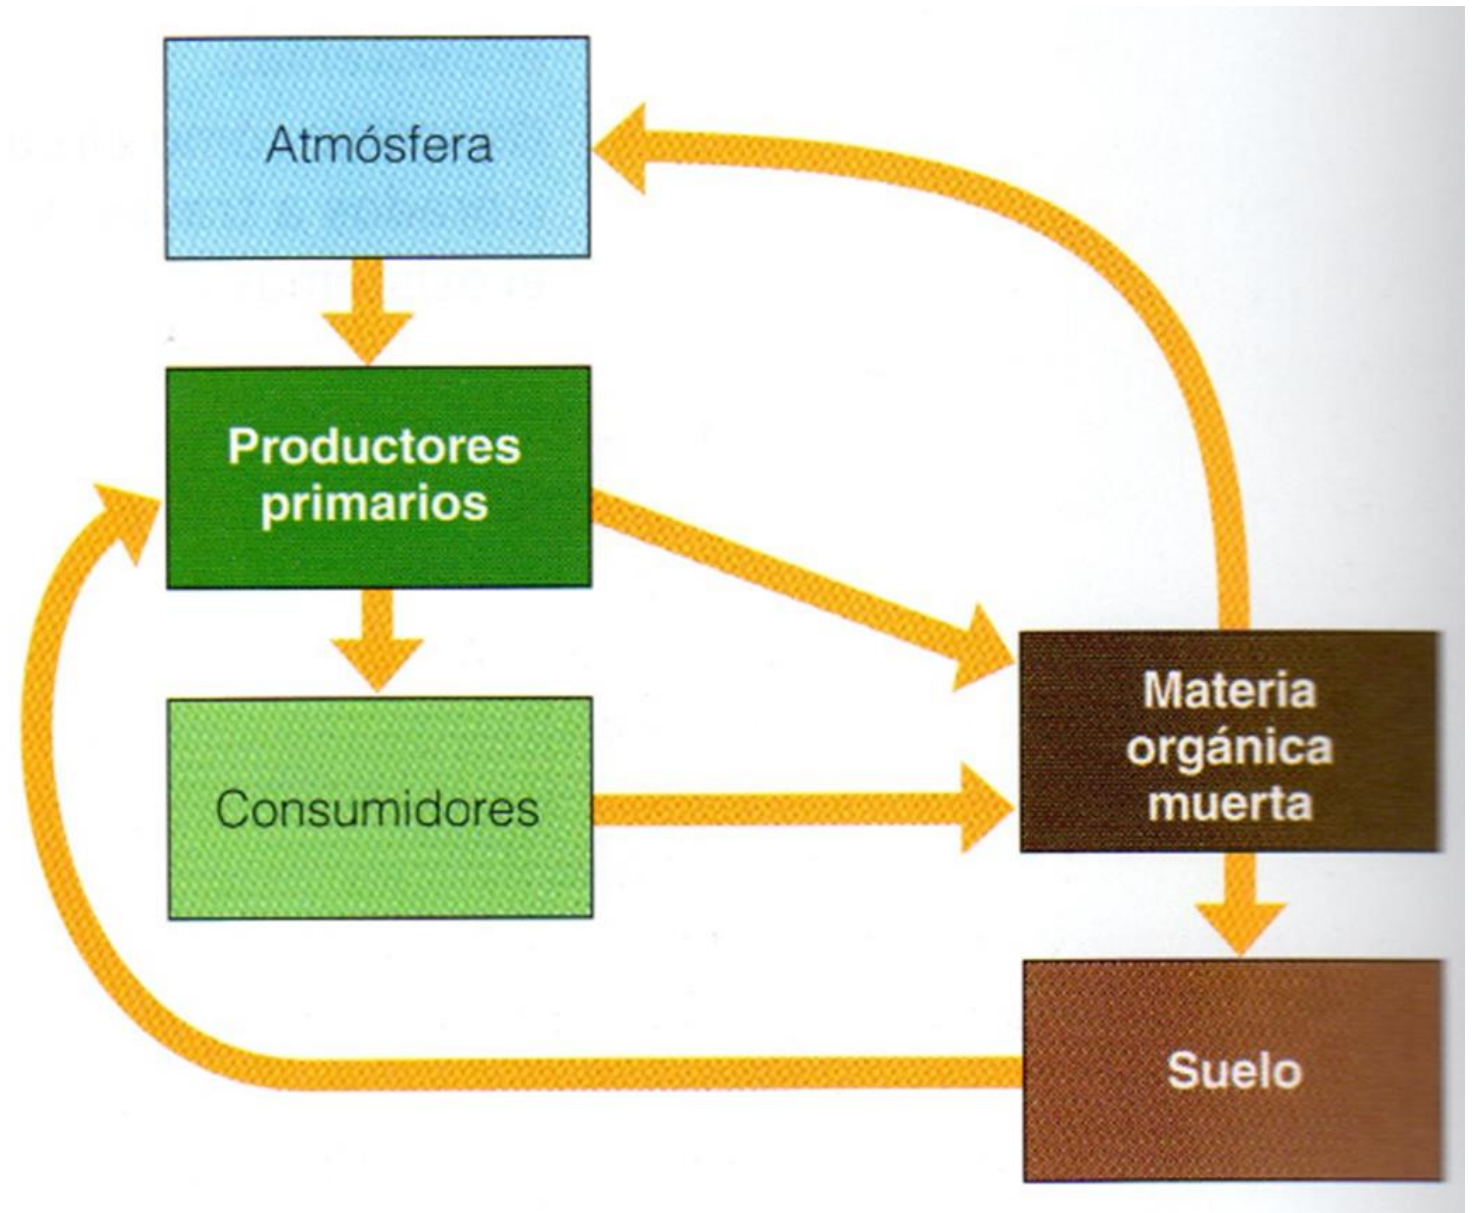 Atmósfera
Productores
primarios
Consumidores
Materia
orgánica
muerta
Suelo